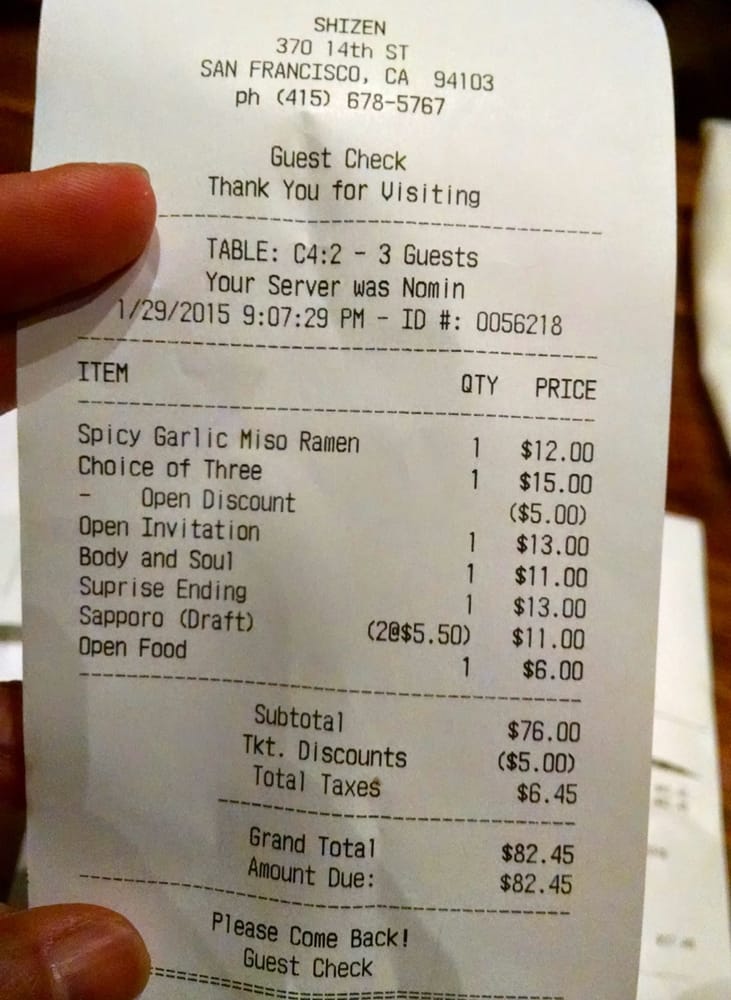 SHIZEN
370 14th ST
SAN FRANCISCO, CA 94103
ph (415) 678-5767
Guest Check
Thank You for Visiting
TABLE: C4:2 - 3 Guests
Your Server was Nomin
1/29/2015 9:07:29 PM - ID #: 0056218
ITEM QTY PRICE
Spicy Garlic Miso Ramen 1 $12.00
Choice of Three 1 $15.00
- Open Discount ($5.00)
Open Invitation 1 $13.00
Body and Soul 1 $11.00
Suprise Ending 1 $13.00
Sapporo (Draft) (2@$5.50) $11.00
Open Food 1 $6.00
Subtotal $76.00
Tkt. Discounts ($5.00)
Total Taxes $6.45
Grand Total $82.45
Amount Due: $82.45
Please Come Back!
Guest Check